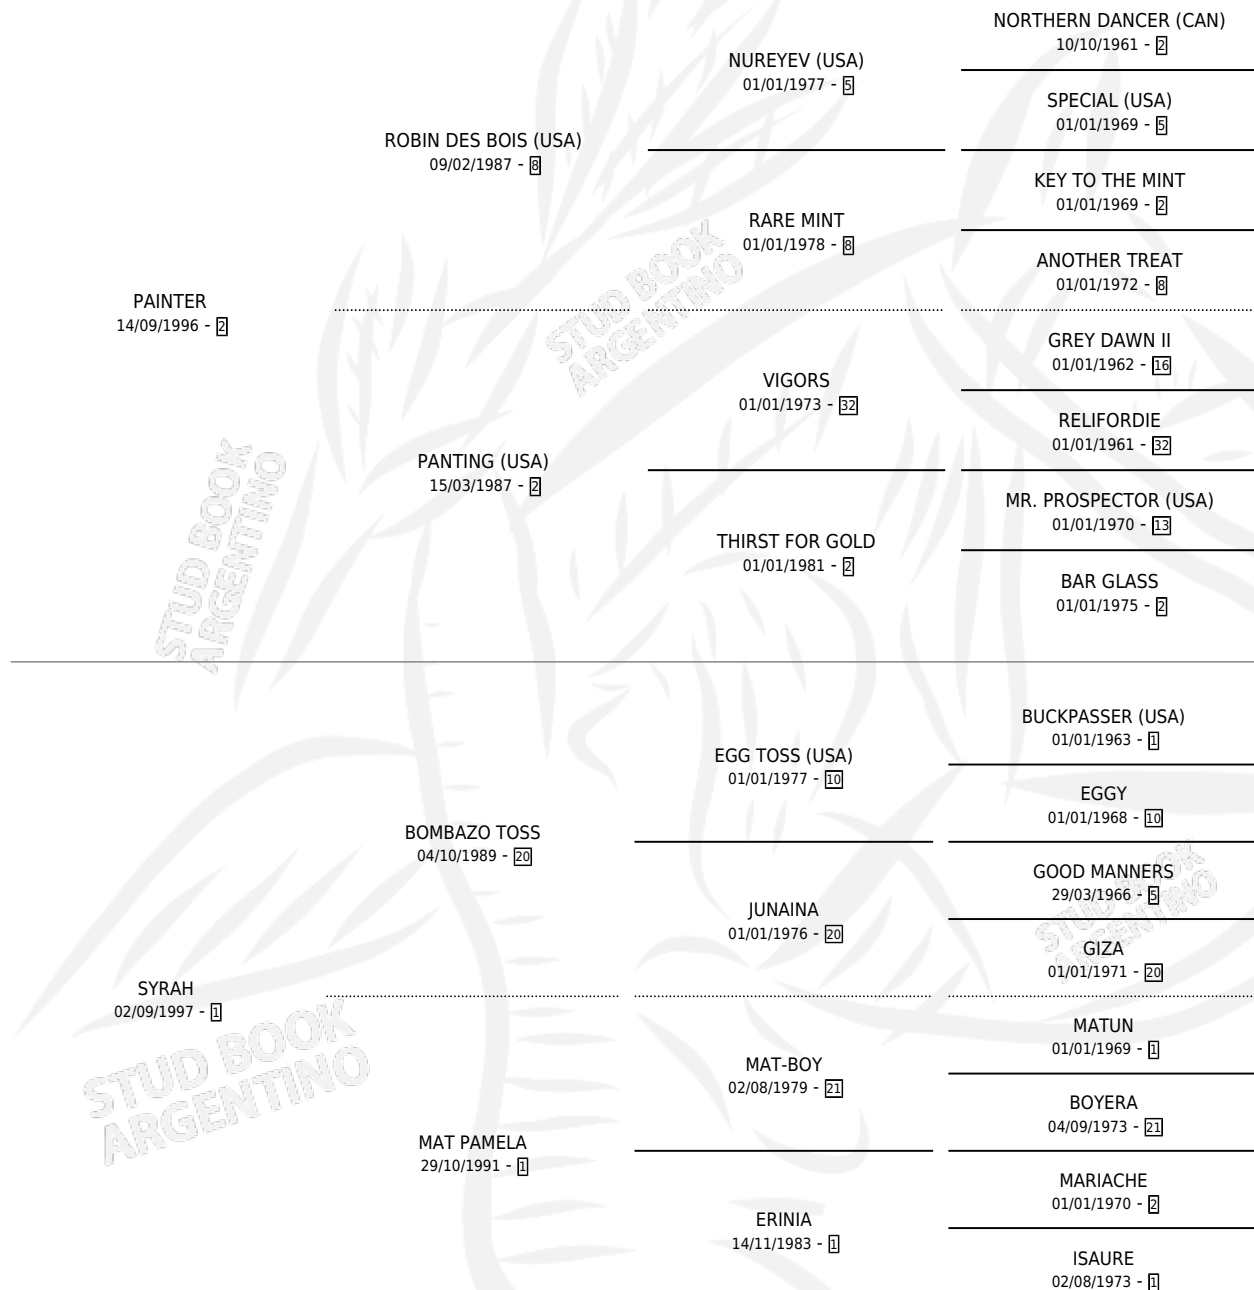 NORTHERN DANCER (CAN)
10/10/1961 - 2
NUREYEV (USA)
01/01/1977 - 5
SPECIAL (USA)
01/01/1969 - 5
ROBIN DES BOIS (USA)
09/02/1987 - 8
KEY TO THE MINT
01/01/1969 - 2
RARE MINT
01/01/1978 - 8
ANOTHER TREAT
01/01/1972 - 8
PAINTER
14/09/1996 - 2
GREY DAWN II
01/01/1962 - 16
VIGORS
01/01/1973 - 32
RELIFORDIE
01/01/1961 - 32
PANTING (USA)
15/03/1987 - 2
MR. PROSPECTOR (USA)
01/01/1970 - 13
THIRST FOR GOLD
01/01/1981 - 2
BAR GLASS
01/01/1975 - 2
STUD BOOK
ARGENTINO
STUD BOOK
ARGENTINO
BUCKPASSER (USA)
01/01/1963 - 1
EGG TOSS (USA)
01/01/1977 - 10
EGGY
01/01/1968 - 10
BOMBAZO TOSS
04/10/1989 - 20
GOOD MANNERS
29/03/1966 - 5
JUNAINA
01/01/1976 - 20
GIZA
01/01/1971 - 20
STUD BOOK
ARGENTINO
SYRAH
02/09/1997 - 1
MATUN
01/01/1969 - 1
MAT-BOY
02/08/1979 - 21
BOYERA
04/09/1973 - 21
STUD BOOK
ARGENTINO
MAT PAMELA
29/10/1991 - 1
MARIACHE
01/01/1970 - 2
ERINIA
14/11/1983 - 1
ISAURE
02/08/1973 - 1